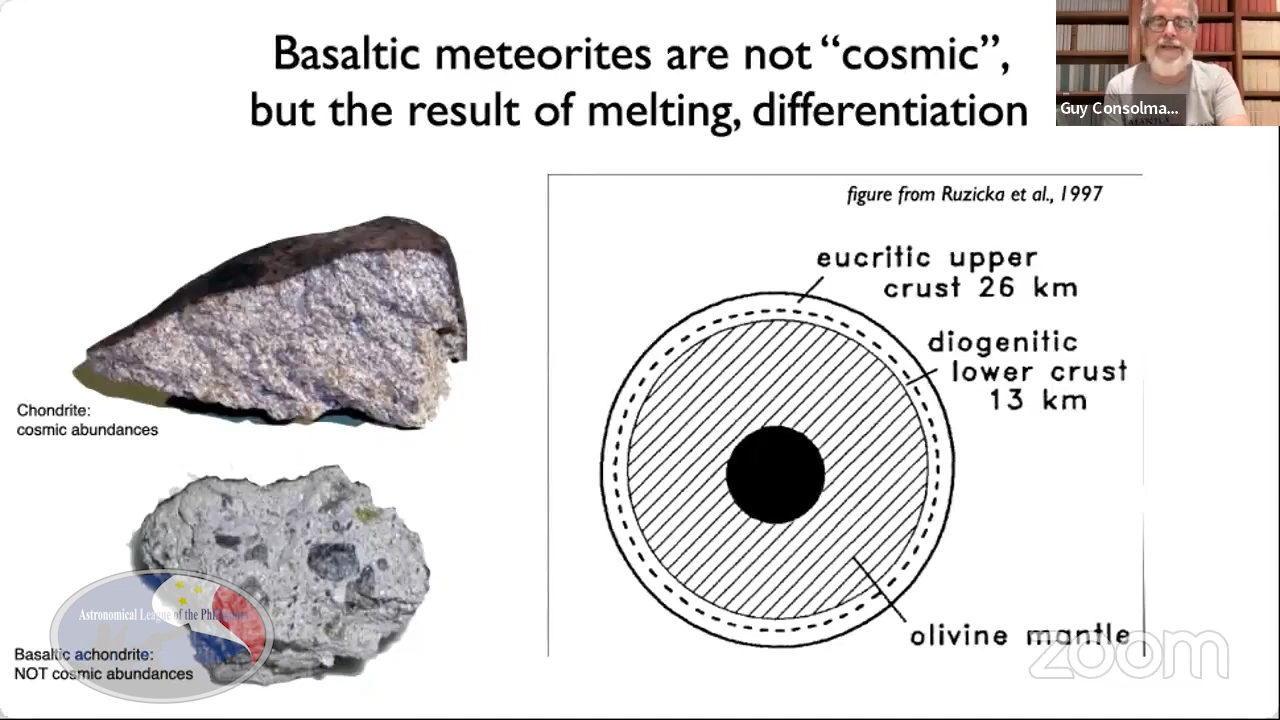 Basaltic meteorites are not “cosmic”,
but the result of melting, differentiation
Guy Consolma...
figure from Ruzicka et al., 1997
eucritic upper
crust 26 km
diogenitic
lower crust
13 km
olivine mantle
Chondrite:
cosmic abundances
Astronomical League of the
Basaltic achondrite:
NOT cosmic abundances
zoom